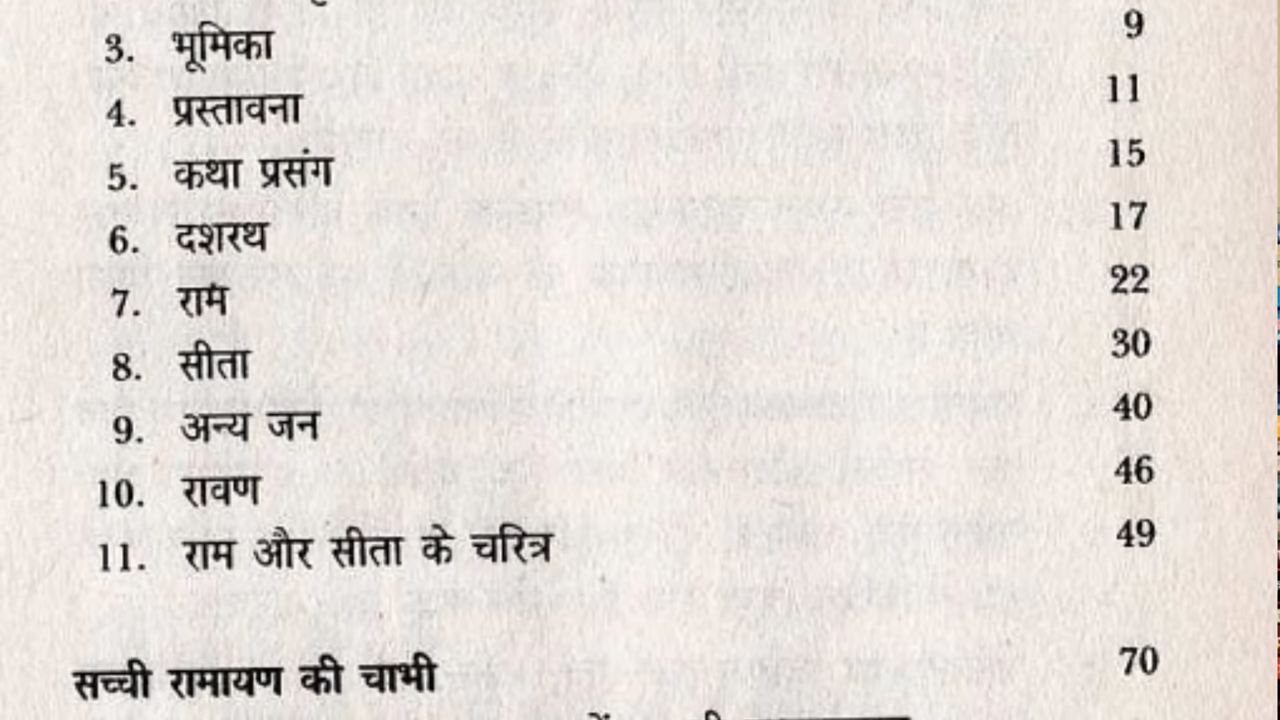 3. भूमिका 9
4. प्रस्तावना 11
5. कथा प्रसंग 15
6. दशरथ 17
7. राम 22
8. सीता 30
9. अन्य जन 40
10. रावण 46
11. राम और सीता के चरित्र 49
सच्ची रामायण की चाभी 70